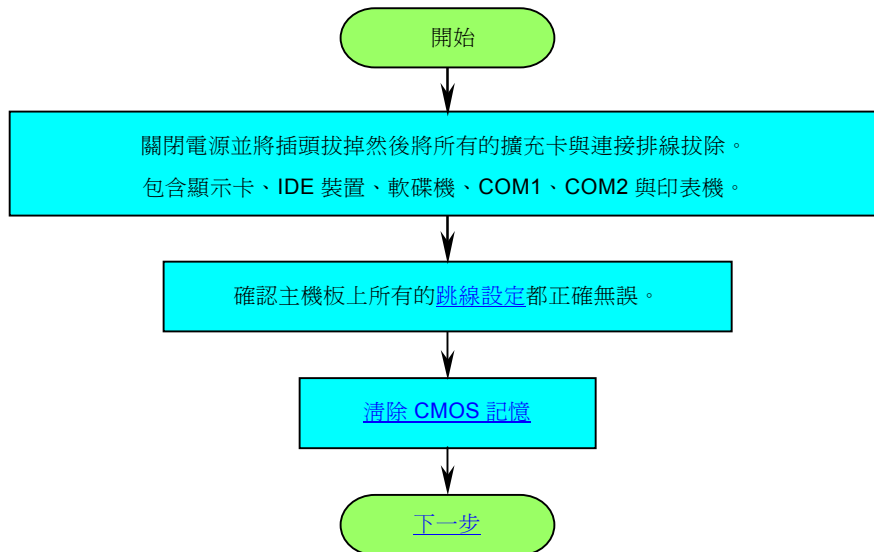 開始
關閉電源並將插頭拔掉然後將所有的擴充卡與連接排線拔除。
包含顯示卡、IDE 裝置、軟碟機、COM1、COM2 與印表機。
確認主機板上所有的跳線設定都正確無誤。
清除 CMOS 記憶
下一步